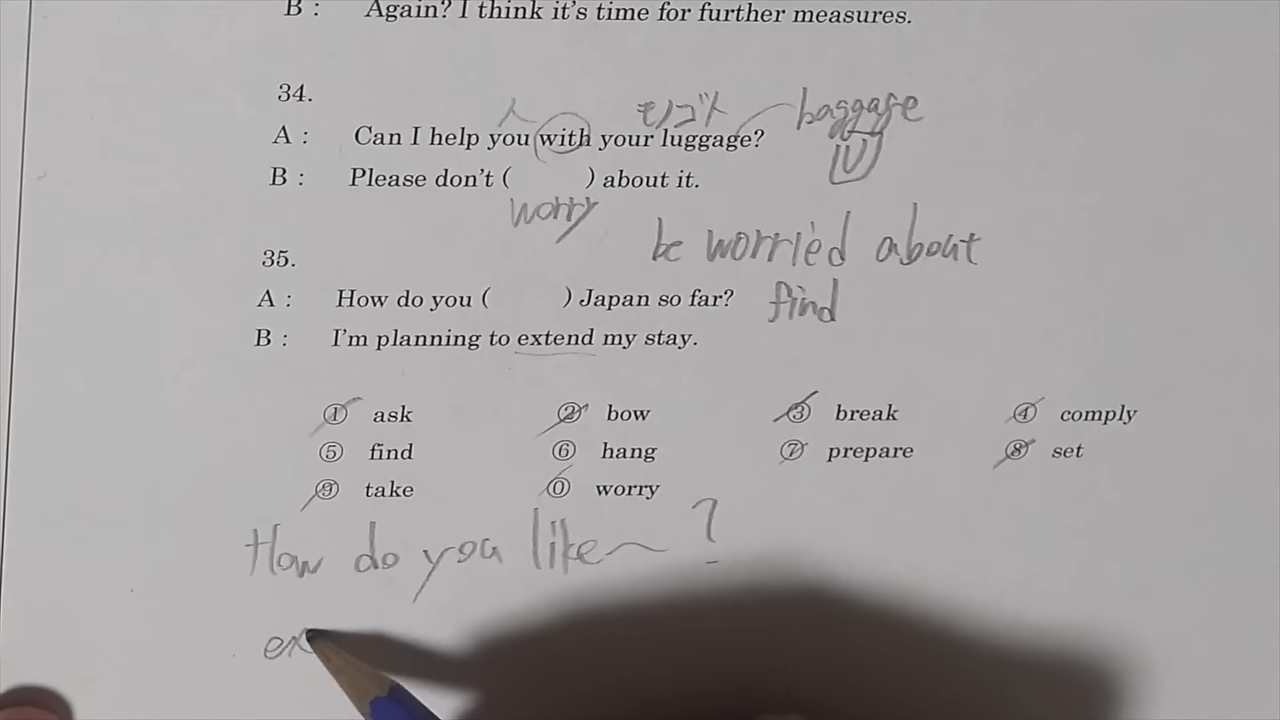 B : Again? I think it's time for further measures.
34.
人 モノゴト baggage
A : Can I help you with your luggage?
U
B : Please don't ( ) about it.
worry
be worried about
35.
A : How do you ( ) Japan so far? find
B : I'm planning to extend my stay.
① ask ② bow ③ break ④ comply
⑤ find ⑥ hang ⑦ prepare ⑧ set
⑨ take ⓪ worry
How do you like～?
ex